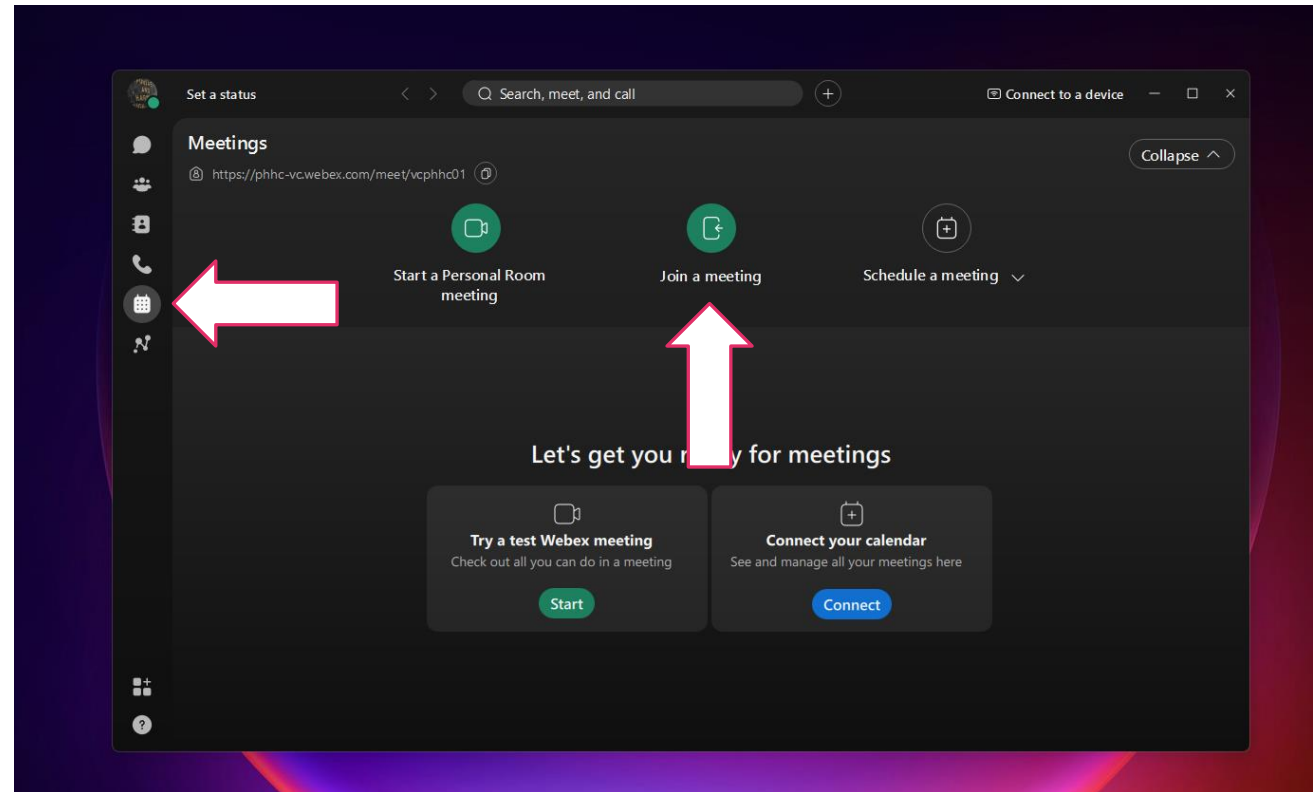 Set a status
Search, meet, and call
Connect to a device
Meetings
https://phhc-vc.webex.com/meet/vcphhc01
Collapse
Start a Personal Room
meeting
Join a meeting
Schedule a meeting
Let's get you for meetings
Try a test Webex meeting
Check out all you can do in a meeting
Start
Connect your calendar
See and manage all your meetings here
Connect